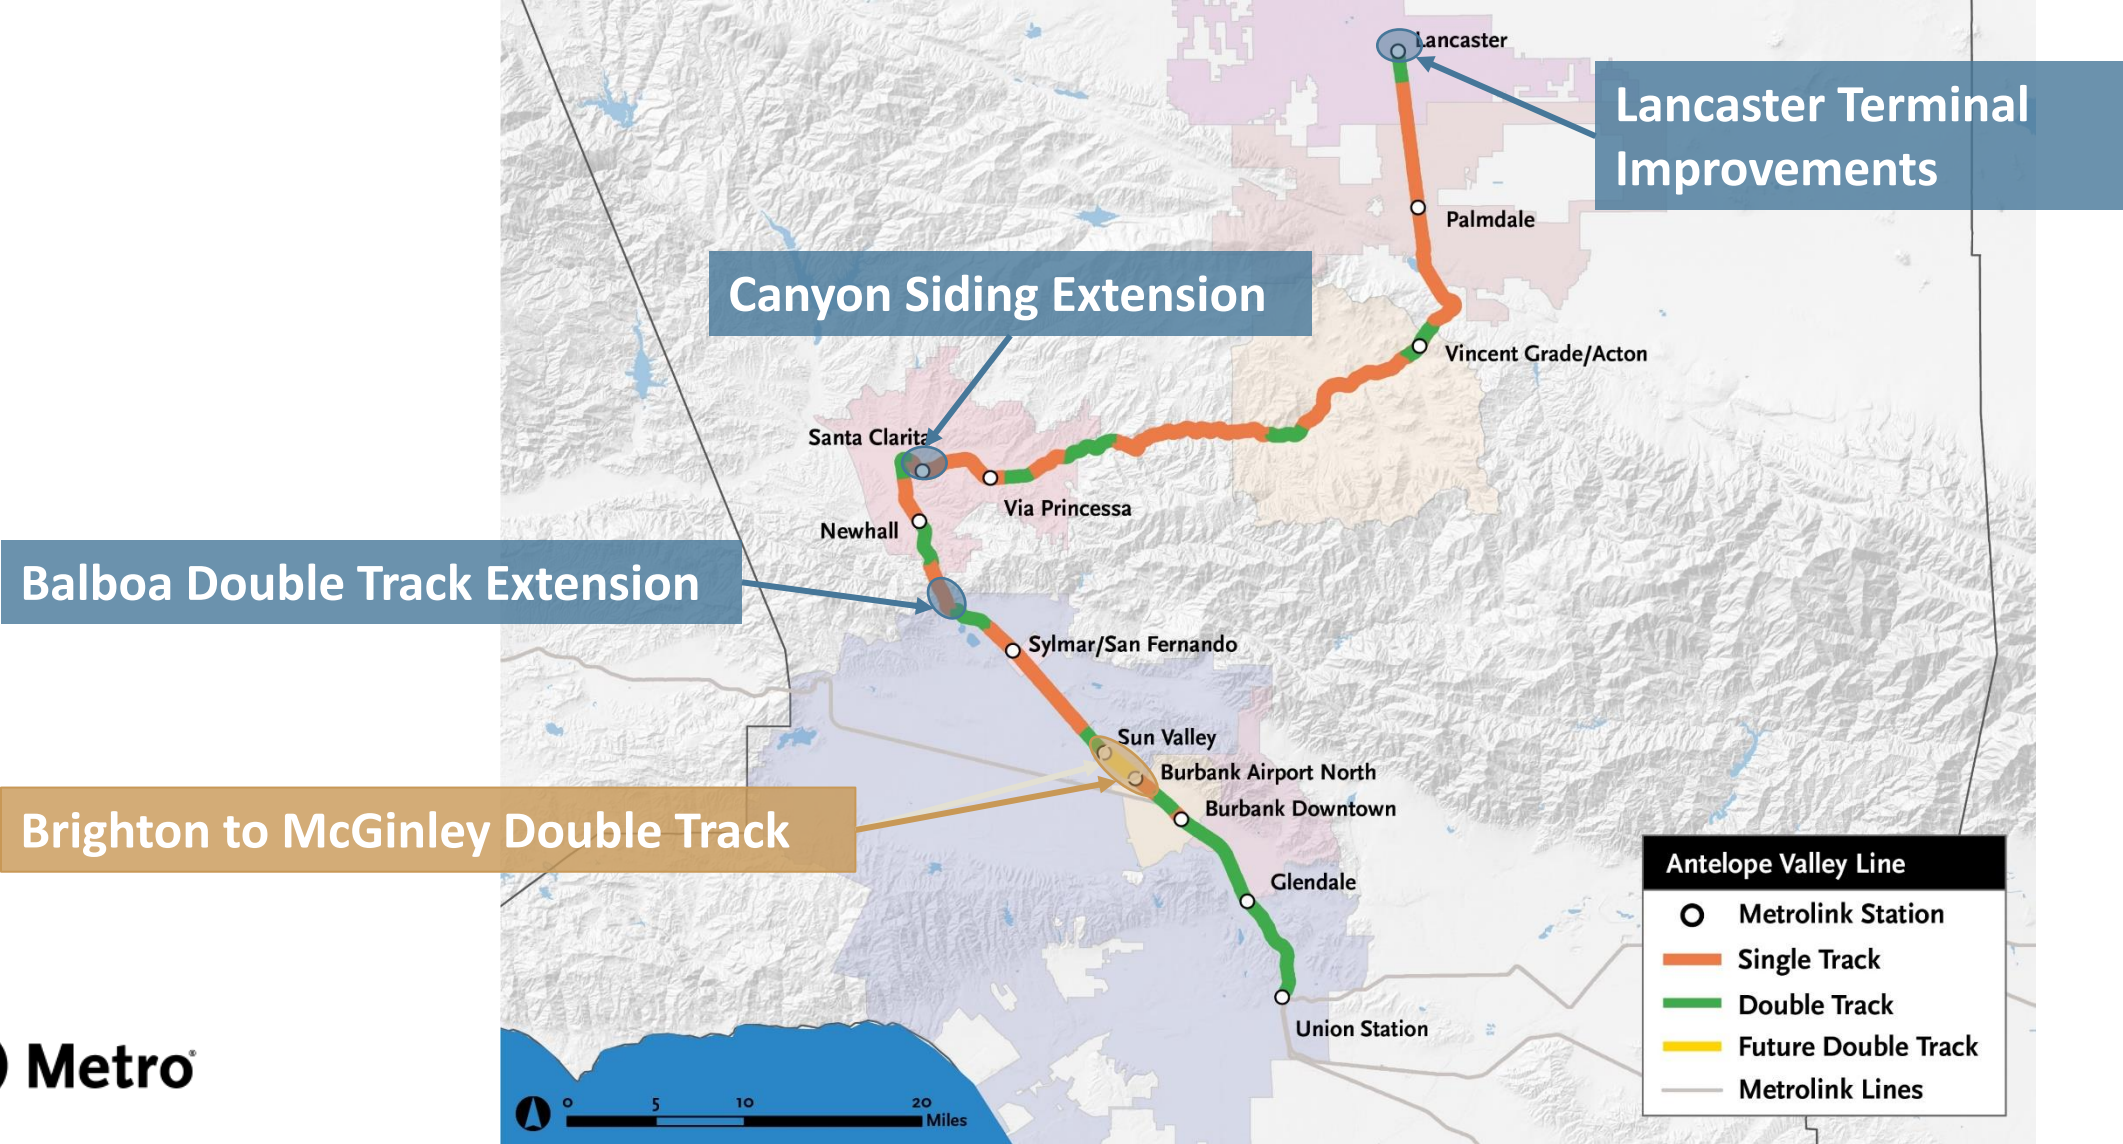 Lancaster
Lancaster Terminal
Improvements
Palmdale
Canyon Siding Extension
Vincent Grade/Acton
Santa Clarita
Via Princessa
Newhall
Balboa Double Track Extension
Sylmar/San Fernando
Sun Valley
Burbank Airport North
Burbank Downtown
Brighton to McGinley Double Track
Glendale
Union Station
Antelope Valley Line
Metrolink Station
Single Track
Double Track
Future Double Track
Metrolink Lines
Metro®
0 5 10 20
Miles